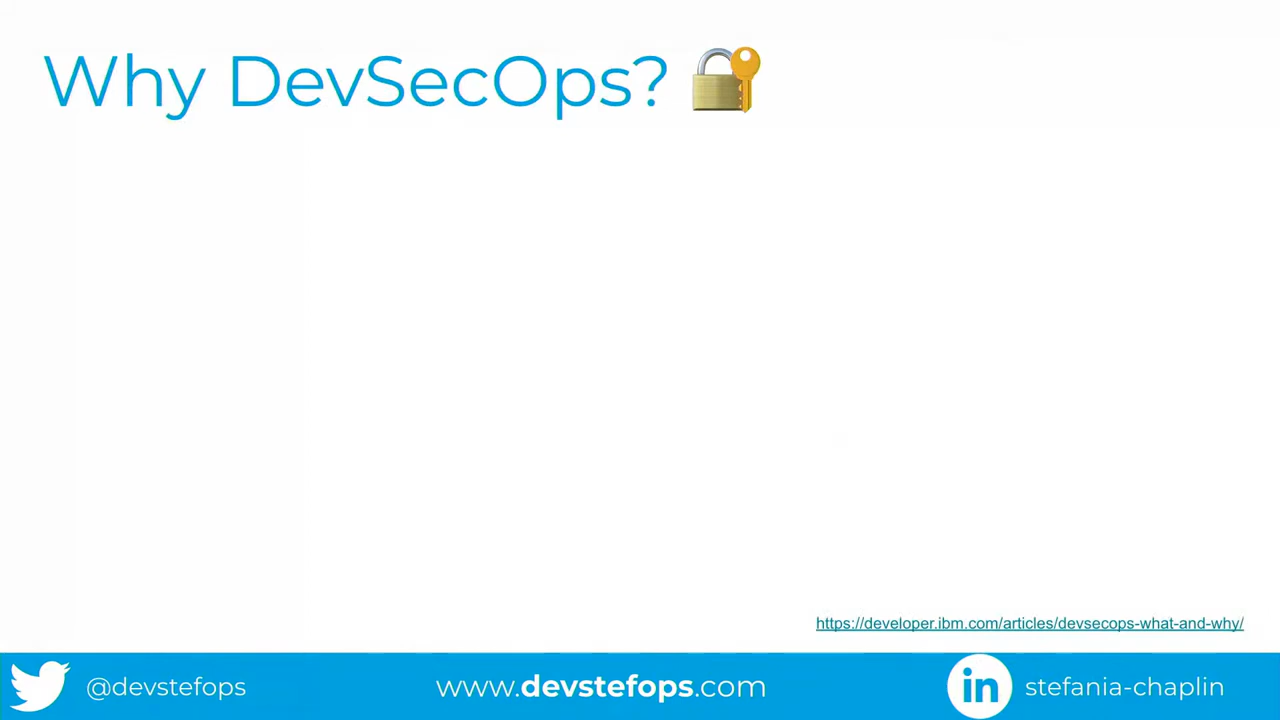 Why DevSecOps? 🔐
https://developer.ibm.com/articles/devsecops-what-and-why/
@devstefops
www.devstefops.com
in
stefania-chaplin